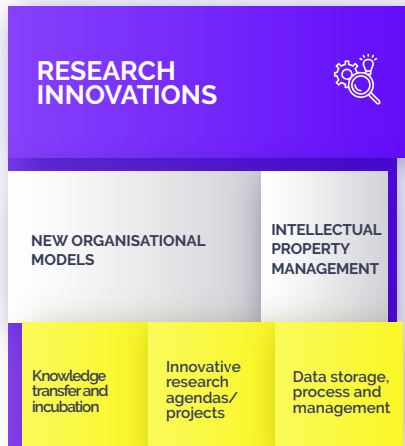 RESEARCH
INNOVATIONS
NEW ORGANISATIONAL
MODELS
INTELLECTUAL
PROPERTY
MANAGEMENT
Knowledge
transfer and
incubation
Innovative
research
agendas/
projects
Data storage,
process and
management